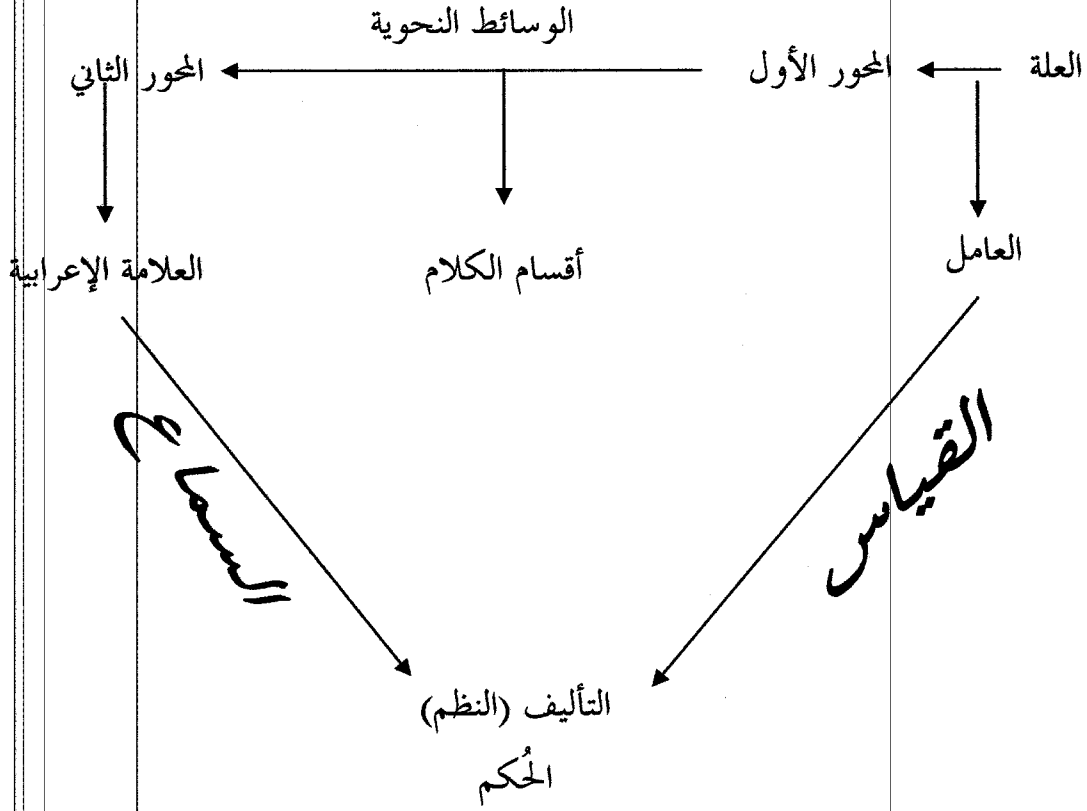 الوسائط النحوية
العلة المحور الأول المحور الثاني
العامل أقسام الكلام العلامة الإعرابية
القياس
السماع
التأليف (النظم)
الحُكم